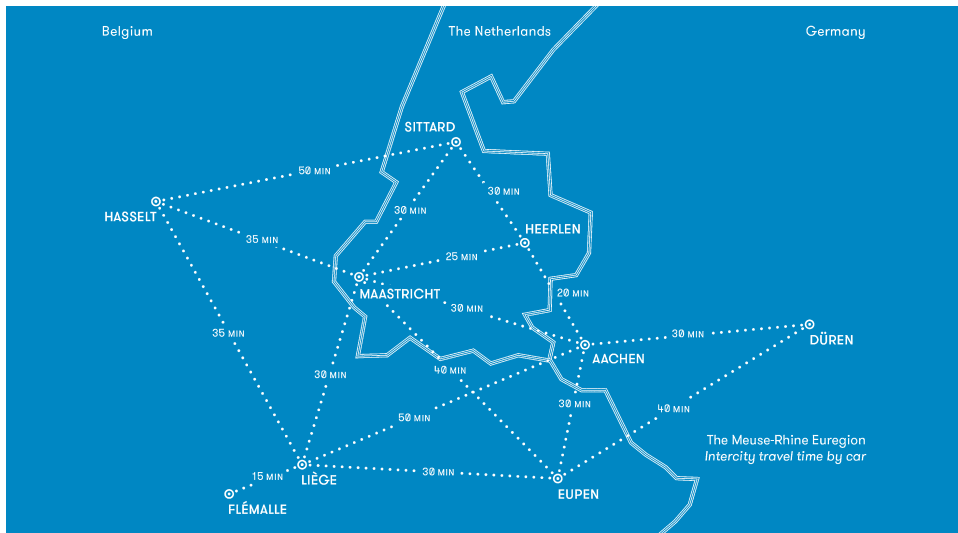 Belgium
The Netherlands
Germany
SITTARD
50 MIN
30 MIN
HASSELT
30 MIN
HEERLEN
35 MIN
25 MIN
MAASTRICHT
20 MIN
30 MIN
35 MIN
30 MIN
DÜREN
AACHEN
40 MIN
30 MIN
30 MIN
40 MIN
50 MIN
The Meuse-Rhine Euregion
Intercity travel time by car
30 MIN
15 MIN
LIÈGE
EUPEN
FLÉMALLE